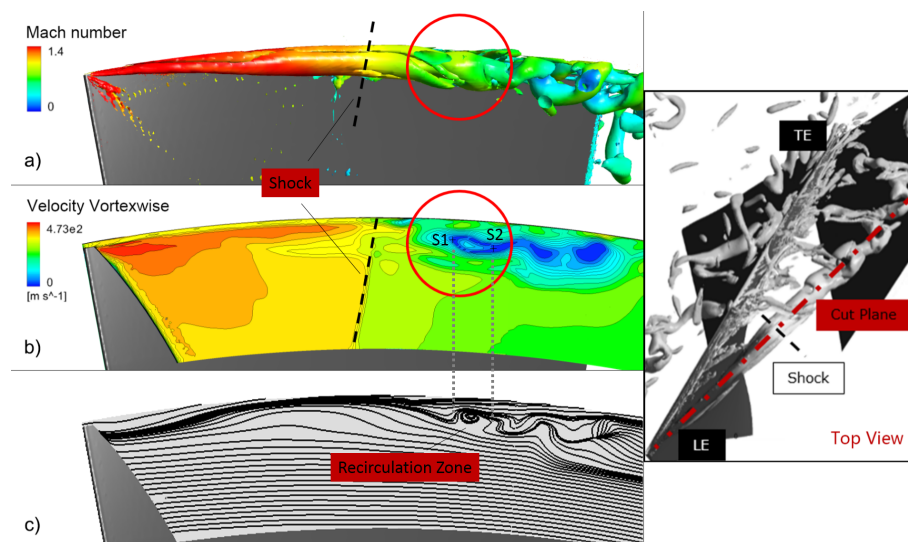 Mach number
1.4
0
a)
Shock
Velocity Vortexwise
4.73e2
0
[m s^-1]
S1
S2
b)
Recirculation Zone
c)
TE
Cut Plane
Shock
LE
Top View